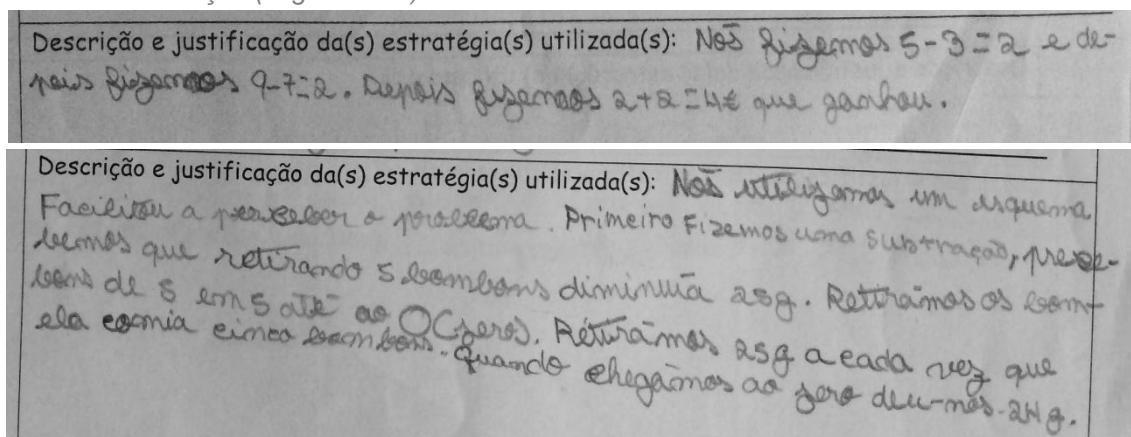 Descrição e justificação da(s) estratégia(s) utilizada(s): Nós fizemos 5-3=2 e de-
pois fizemos 9-7=2. Depois fizemos 2+2=4€ que ganhou.
Descrição e justificação da(s) estratégia(s) utilizada(s): Nós utilizamos um esquema
Facilitou a perceber o problema. Primeiro Fizemos uma subtração, prece-
bemos que retirando 5 bombons diminuia 25g. Retirámos os bom-
bons de 5 em 5 até ao O (zero). Retirámos 25g a cada vez que
ela comia cinco bombons. Quando chegámos ao zero deu-nos 24g.